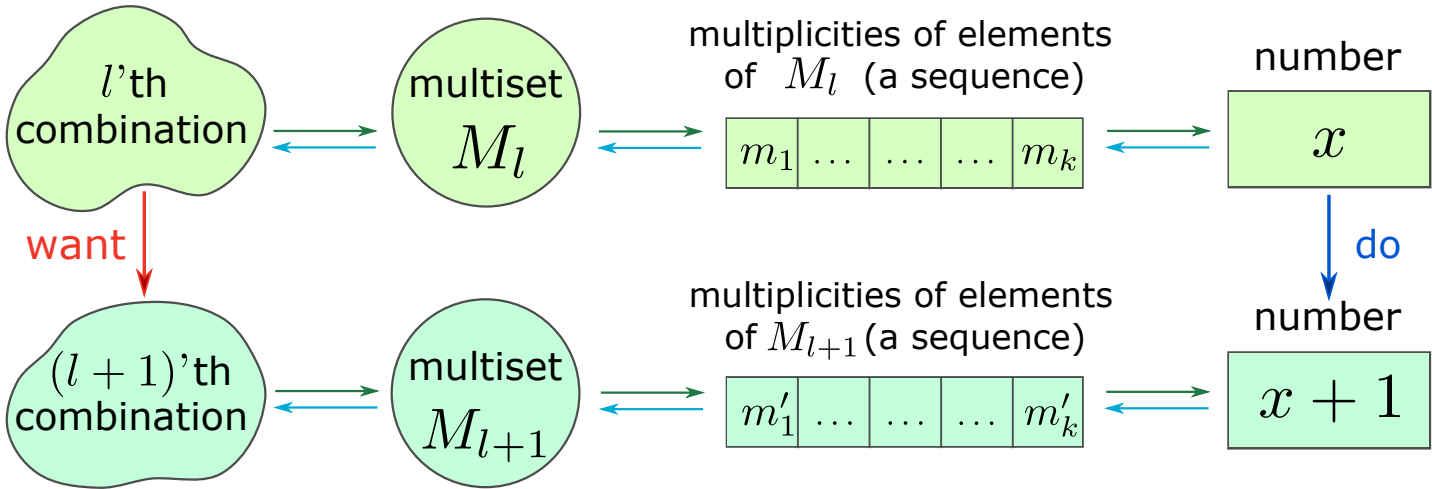 l'th
combination
multiset
M_l
multiplicities of elements
of M_l (a sequence)
m_1 … … … m_k
number
x
want
do
(l + 1)'th
combination
multiset
M_{l+1}
multiplicities of elements
of M_{l+1} (a sequence)
m'_1 … … … m'_k
number
x + 1